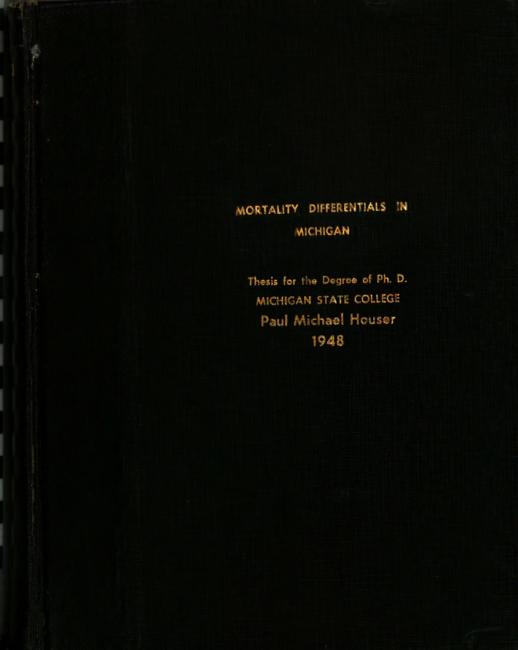 MORTALITY DIFFERENTIALS IN
MICHIGAN
Thesis for the Degree of Ph. D.
MICHIGAN STATE COLLEGE
Paul Michael Houser
1948